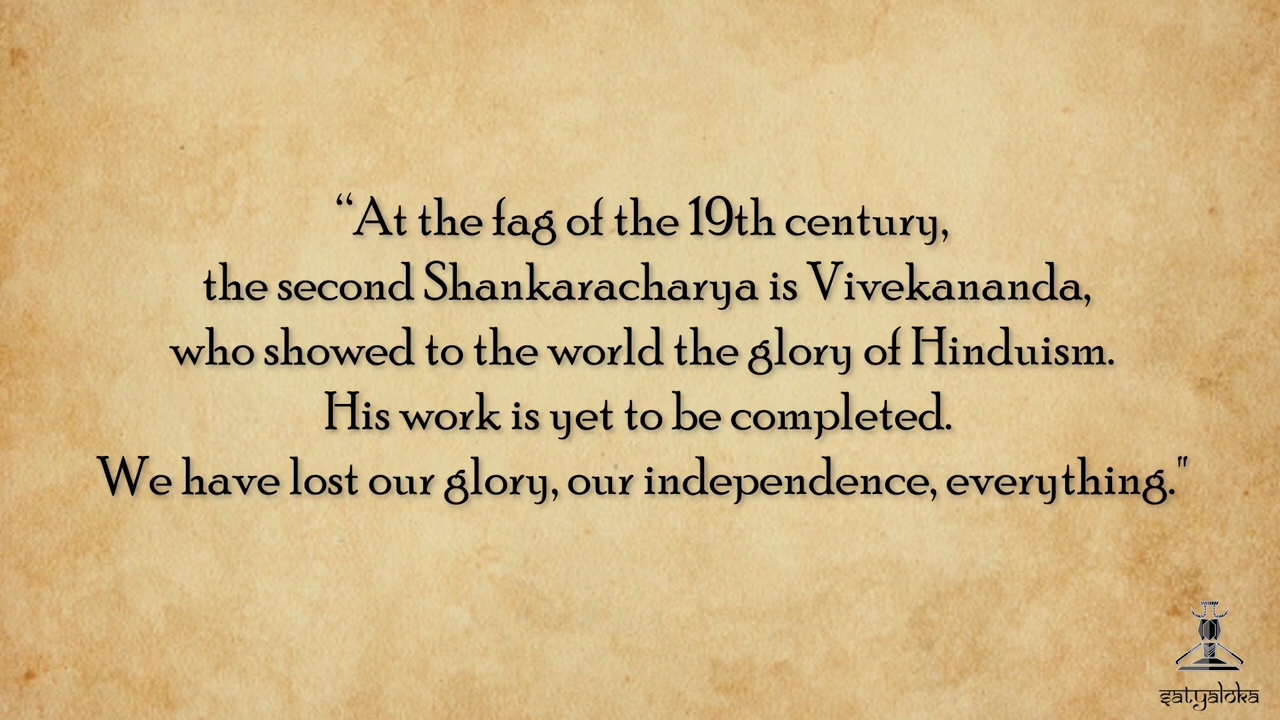 “At the fag of the 19th century,
the second Shankaracharya is Vivekananda,
who showed to the world the glory of Hinduism.
His work is yet to be completed.
We have lost our glory, our independence, everything."
satyaloka